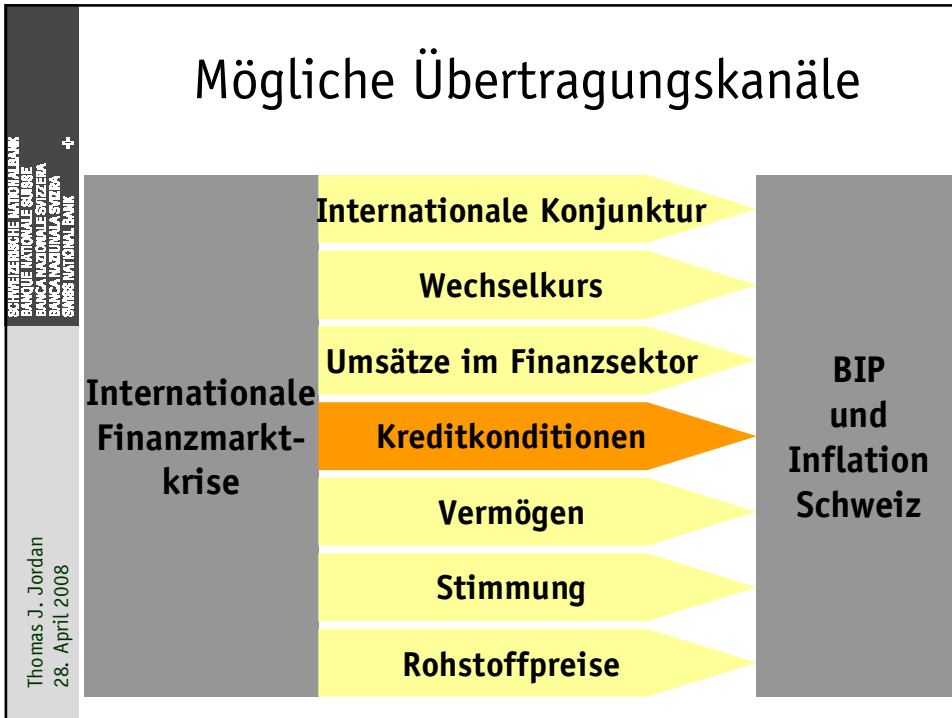 Mögliche Übertragungskanäle
SCHWEIZERISCHE NATIONALBANK
BANQUE NATIONALE SUISSE
BANCA NAZIONALE SVIZZERA
BANCA NAZIUNALA SVIZRA
SWISS NATIONAL BANK
Thomas J. Jordan
28. April 2008
Internationale
Finanzmarkt-
krise
Internationale Konjunktur
Wechselkurs
Umsätze im Finanzsektor
Kreditkonditionen
Vermögen
Stimmung
Rohstoffpreise
BIP
und
Inflation
Schweiz